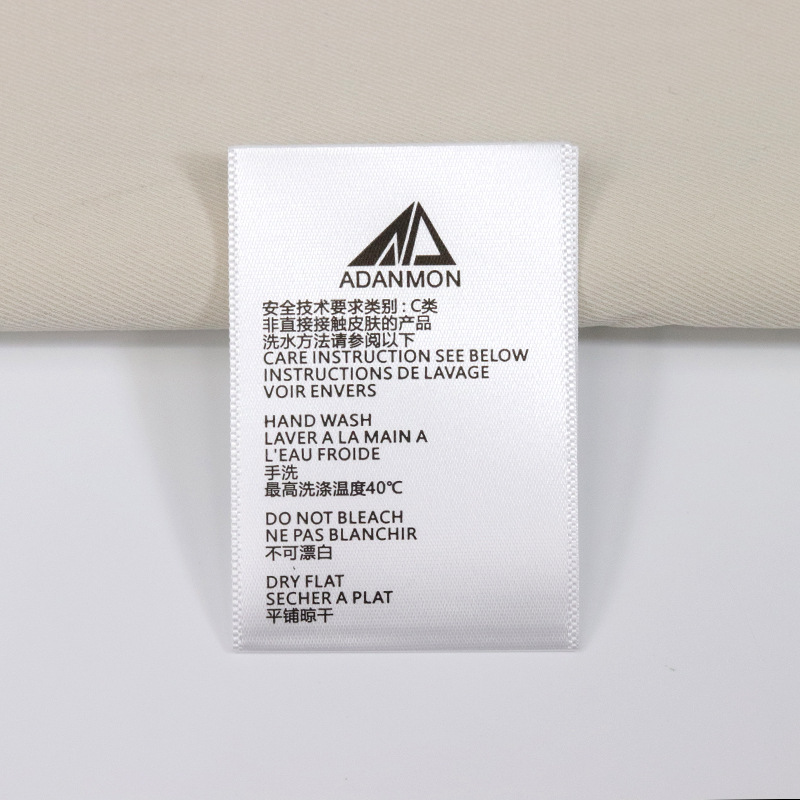 ADANMON
安全技术要求类别：C类
非直接接触皮肤的产品
洗水方法请参阅以下
CARE INSTRUCTION SEE BELOW
INSTRUCTIONS DE LAVAGE
VOIR ENVERS
HAND WASH
LAVER A LA MAIN A
L'EAU FROIDE
手洗
最高洗涤温度40℃
DO NOT BLEACH
NE PAS BLANCHIR
不可漂白
DRY FLAT
SECHER A PLAT
平铺晾干